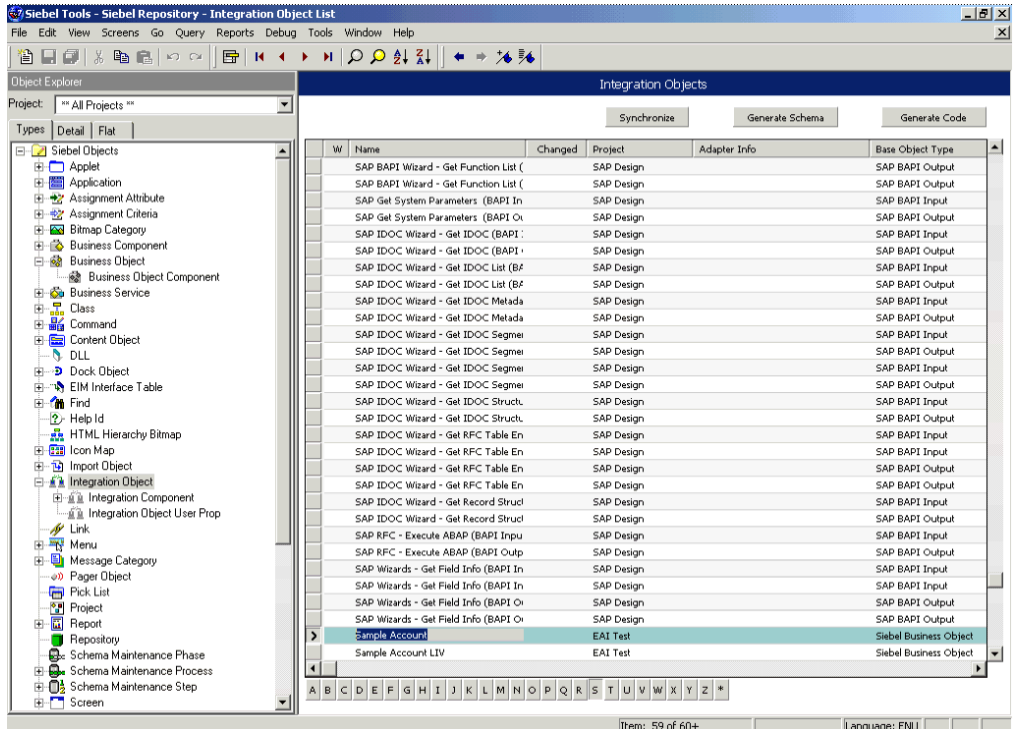 Siebel Tools - Siebel Repository - Integration Object List
File Edit View Screens Go Query Reports Debug Tools Window Help
Object Explorer
Project: ** All Projects **
Types Detail Flat
Siebel Objects
Applet
Application
Assignment Attribute
Assignment Criteria
Bitmap Category
Business Component
Business Object
Business Object Component
Business Service
Class
Command
Content Object
DLL
Dock Object
EIM Interface Table
Find
Help Id
HTML Hierarchy Bitmap
Icon Map
Import Object
Integration Object
Integration Component
Integration Object User Prop
Link
Menu
Message Category
Pager Object
Pick List
Project
Report
Repository
Schema Maintenance Phase
Schema Maintenance Process
Schema Maintenance Step
Screen
Integration Objects
Synchronize Generate Schema Generate Code
W Name Changed Project Adapter Info Base Object Type
SAP BAPI Wizard - Get Function List ( SAP Design SAP BAPI Output
SAP BAPI Wizard - Get Function List ( SAP Design SAP BAPI Output
SAP Get System Parameters (BAPI In SAP Design SAP BAPI Input
SAP Get System Parameters (BAPI Ou SAP Design SAP BAPI Output
SAP IDOC Wizard - Get IDOC (BAPI SAP Design SAP BAPI Input
SAP IDOC Wizard - Get IDOC (BAPI SAP Design SAP BAPI Output
SAP IDOC Wizard - Get IDOC List (BA SAP Design SAP BAPI Input
SAP IDOC Wizard - Get IDOC List (BA SAP Design SAP BAPI Output
SAP IDOC Wizard - Get IDOC Metada SAP Design SAP BAPI Input
SAP IDOC Wizard - Get IDOC Metada SAP Design SAP BAPI Output
SAP IDOC Wizard - Get IDOC Segmer SAP Design SAP BAPI Input
SAP IDOC Wizard - Get IDOC Segmer SAP Design SAP BAPI Output
SAP IDOC Wizard - Get IDOC Segmer SAP Design SAP BAPI Input
SAP IDOC Wizard - Get IDOC Segmer SAP Design SAP BAPI Output
SAP IDOC Wizard - Get IDOC Structu SAP Design SAP BAPI Input
SAP IDOC Wizard - Get IDOC Structu SAP Design SAP BAPI Output
SAP IDOC Wizard - Get RFC Table En SAP Design SAP BAPI Input
SAP IDOC Wizard - Get RFC Table En SAP Design SAP BAPI Input
SAP IDOC Wizard - Get RFC Table En SAP Design SAP BAPI Output
SAP IDOC Wizard - Get RFC Table En SAP Design SAP BAPI Output
SAP IDOC Wizard - Get Record Struct SAP Design SAP BAPI Input
SAP IDOC Wizard - Get Record Struct SAP Design SAP BAPI Output
SAP RFC - Execute ABAP (BAPI Inpu SAP Design SAP BAPI Input
SAP RFC - Execute ABAP (BAPI Outp SAP Design SAP BAPI Output
SAP Wizards - Get Field Info (BAPI In SAP Design SAP BAPI Input
SAP Wizards - Get Field Info (BAPI In SAP Design SAP BAPI Input
SAP Wizards - Get Field Info (BAPI Ou SAP Design SAP BAPI Output
SAP Wizards - Get Field Info (BAPI Ou SAP Design SAP BAPI Output
Sample Account EAI Test Siebel Business Object
Sample Account LIV EAI Test Siebel Business Object
A B C D E F G H I J K L M N O P Q R S T U V W X Y Z *
Item: 59 of 60+ Language: ENU